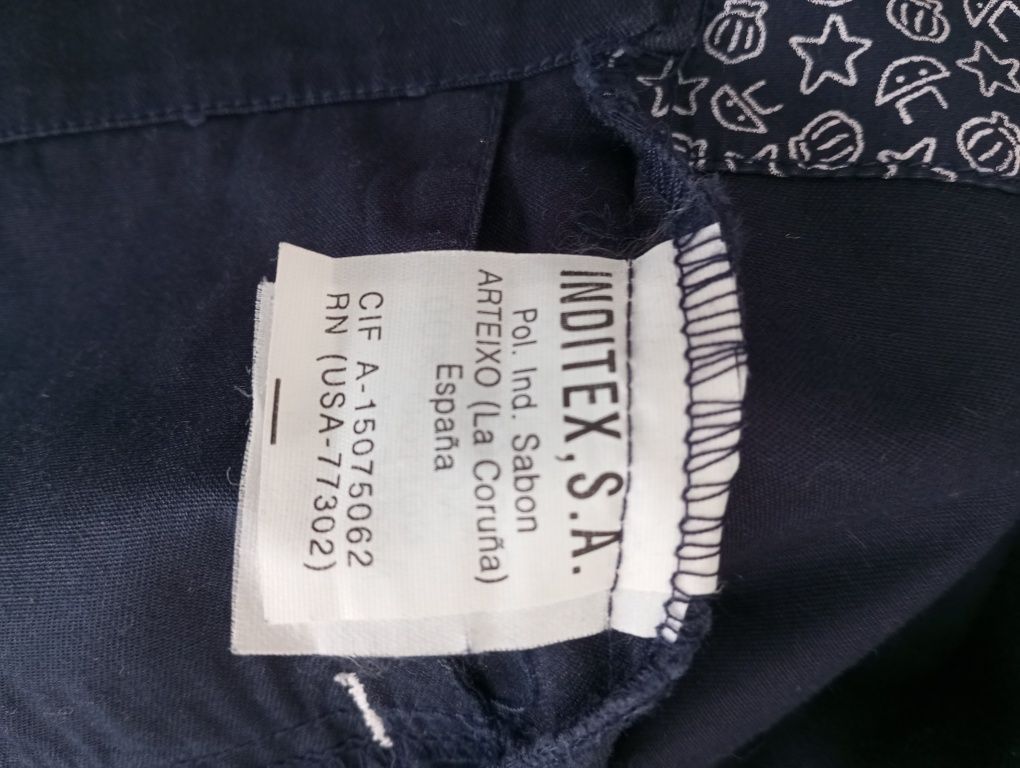 INDITEX, S.A.
Pol. Ind. Sabon
ARTEIXO (La Coruña)
España
CIF A-15075062
RN (USA-77302)